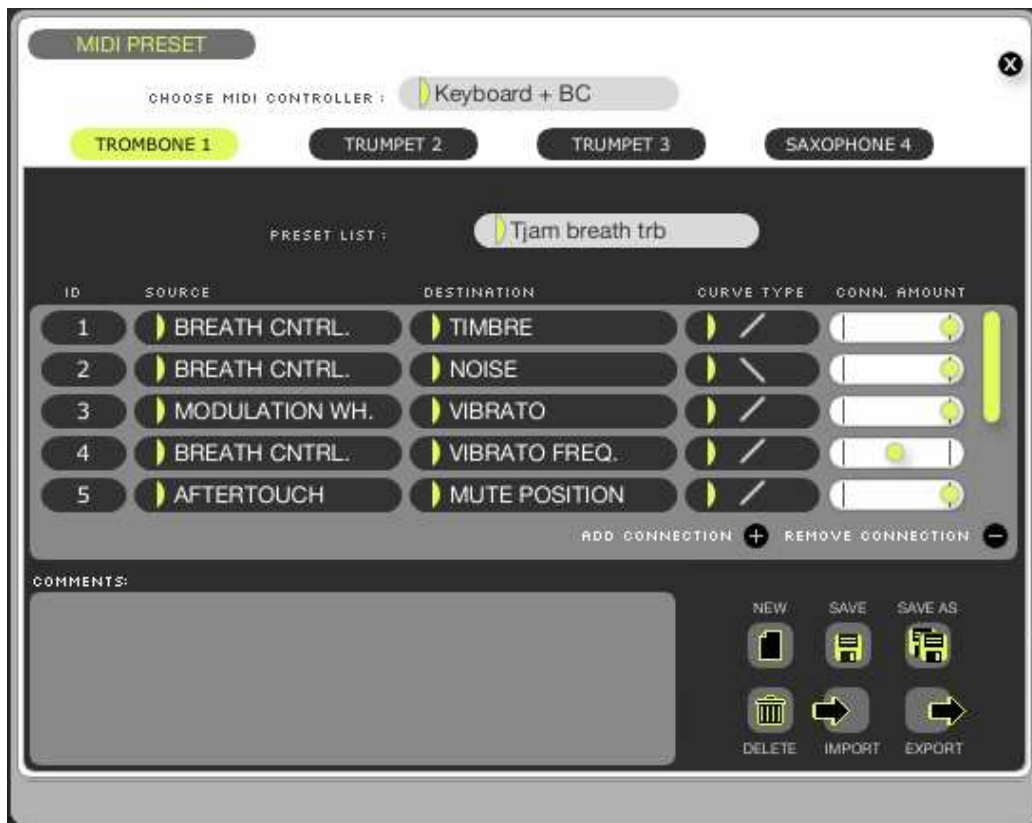 MIDI PRESET
X
CHOOSE MIDI CONTROLLER : Keyboard + BC
TROMBONE 1 TRUMPET 2 TRUMPET 3 SAXOPHONE 4
PRESET LIST : Tjam breath trb
ID SOURCE DESTINATION CURVE TYPE CONN. AMOUNT
1 BREATH CNTRL. TIMBRE
2 BREATH CNTRL. NOISE
3 MODULATION WH. VIBRATO
4 BREATH CNTRL. VIBRATO FREQ.
5 AFTERTOUCH MUTE POSITION
ADD CONNECTION + REMOVE CONNECTION −
COMMENTS:
NEW SAVE SAVE AS
DELETE IMPORT EXPORT